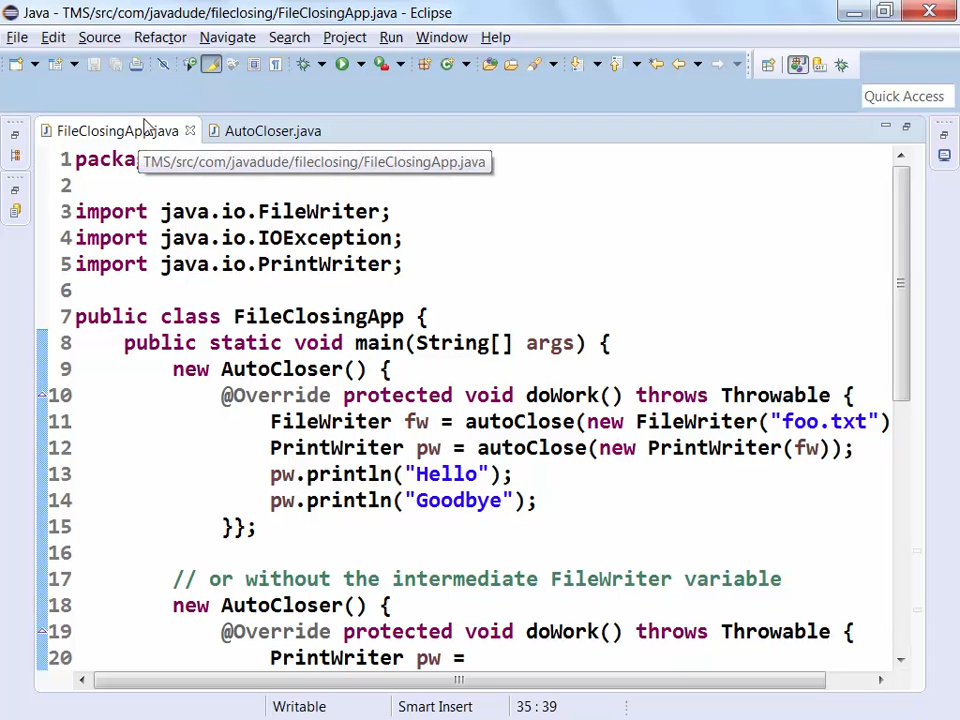 Java - TMS/src/com/javadude/fileclosing/FileClosingApp.java - Eclipse
File Edit Source Refactor Navigate Search Project Run Window Help
Quick Access
FileClosingApp.java AutoCloser.java
1 packa
TMS/src/com/javadude/fileclosing/FileClosingApp.java
2
3 import java.io.FileWriter;
4 import java.io.IOException;
5 import java.io.PrintWriter;
6
7 public class FileClosingApp {
8 public static void main(String[] args) {
9 new AutoCloser() {
10 @Override protected void doWork() throws Throwable {
11 FileWriter fw = autoClose(new FileWriter("foo.txt")
12 PrintWriter pw = autoClose(new PrintWriter(fw));
13 pw.println("Hello");
14 pw.println("Goodbye");
15 }};
16
17 // or without the intermediate FileWriter variable
18 new AutoCloser() {
19 @Override protected void doWork() throws Throwable {
20 PrintWriter pw =
Writable Smart Insert 35 : 39